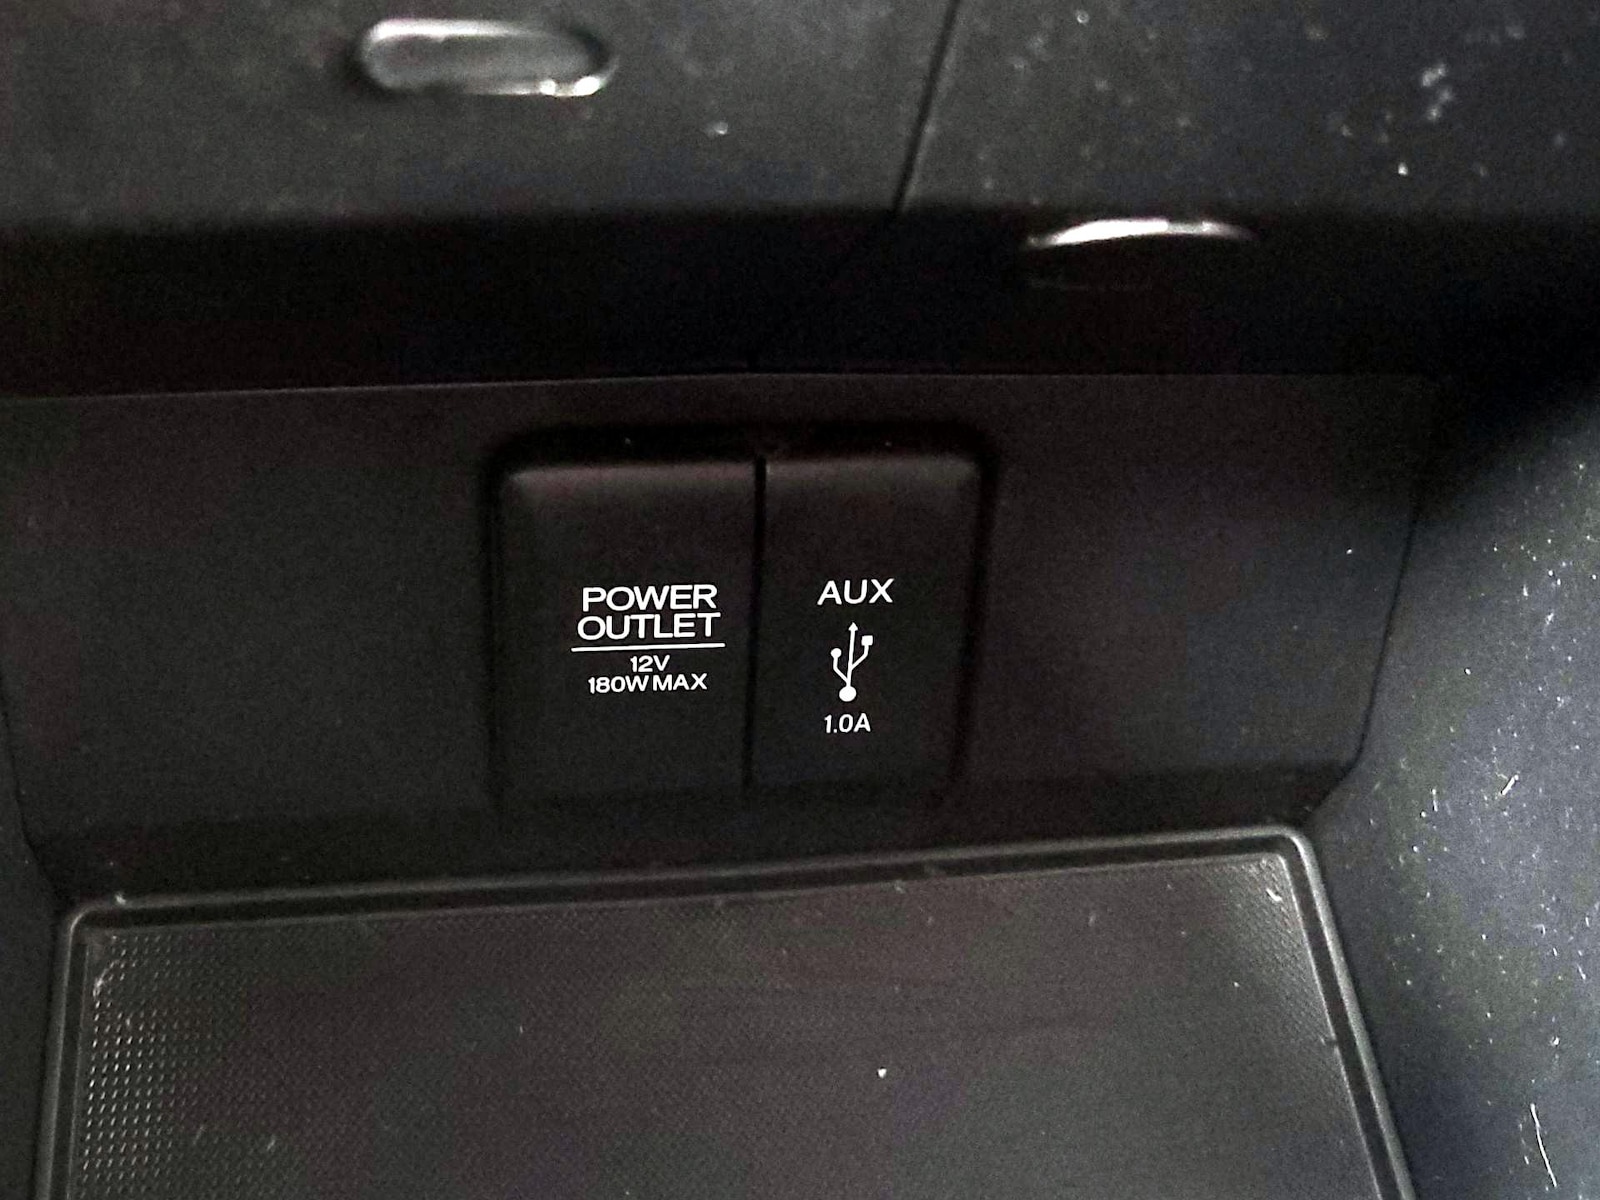 POWER
OUTLET
12V
180W MAX
AUX
1.0A